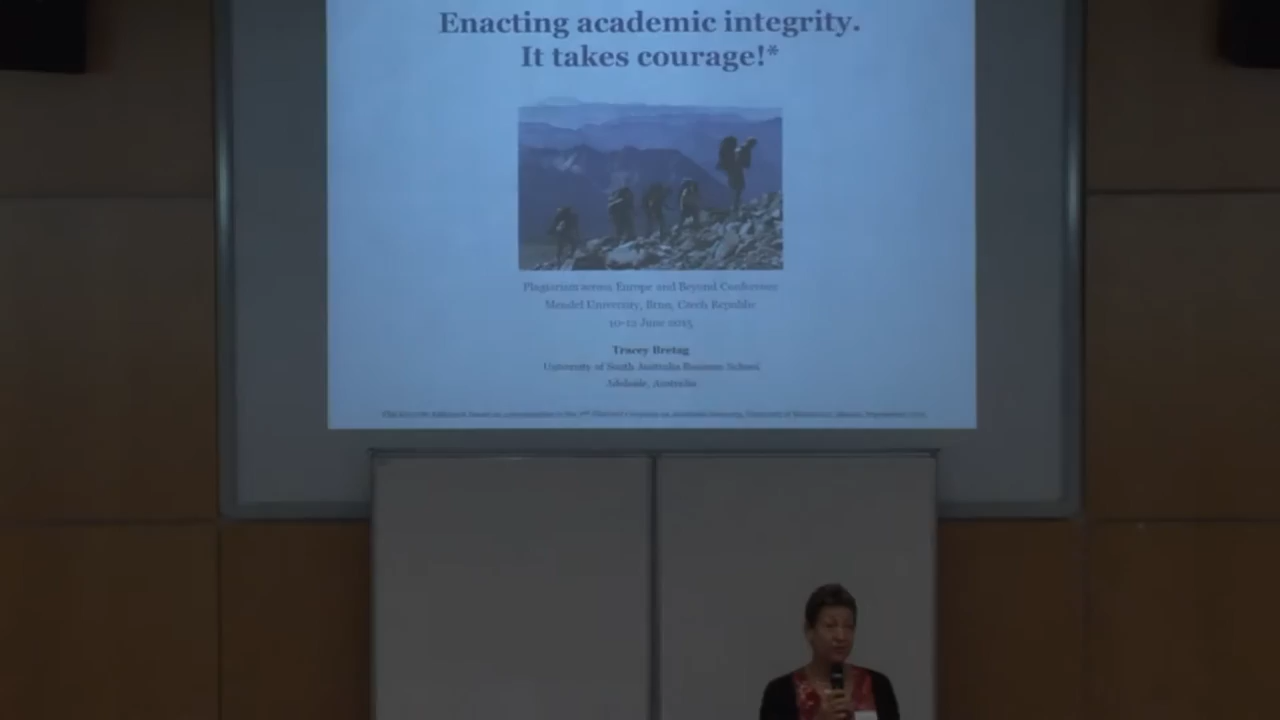 Enacting academic integrity.
It takes courage!*
Plagiarism across Europe and Beyond Conference
Mendel University, Brno, Czech Republic
10-12 June 2015
Tracey Bretag
University of South Australia Business School
Adelaide, Australia